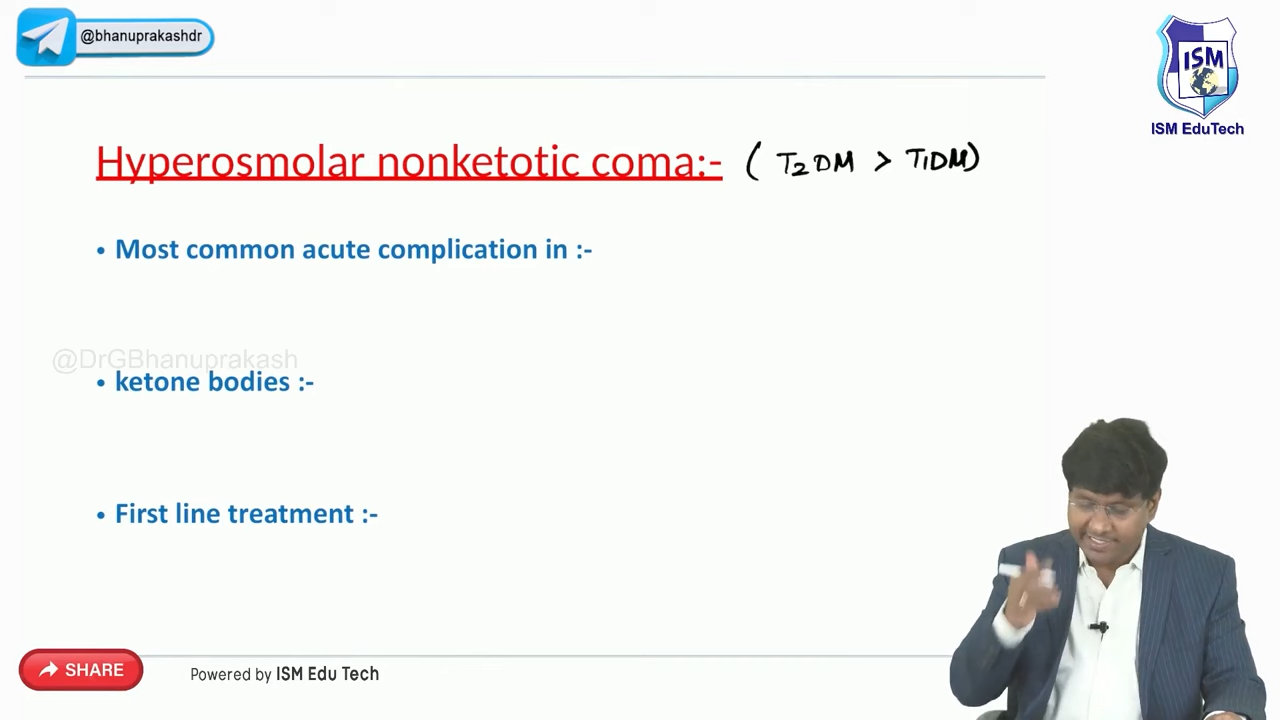 @bhanuprakashdr
ISM
ISM EduTech
Hyperosmolar nonketotic coma:- ( T2DM > T1DM)
• Most common acute complication in :-
@DrGBhanuprakash
• ketone bodies :-
• First line treatment :-
SHARE
Powered by ISM Edu Tech